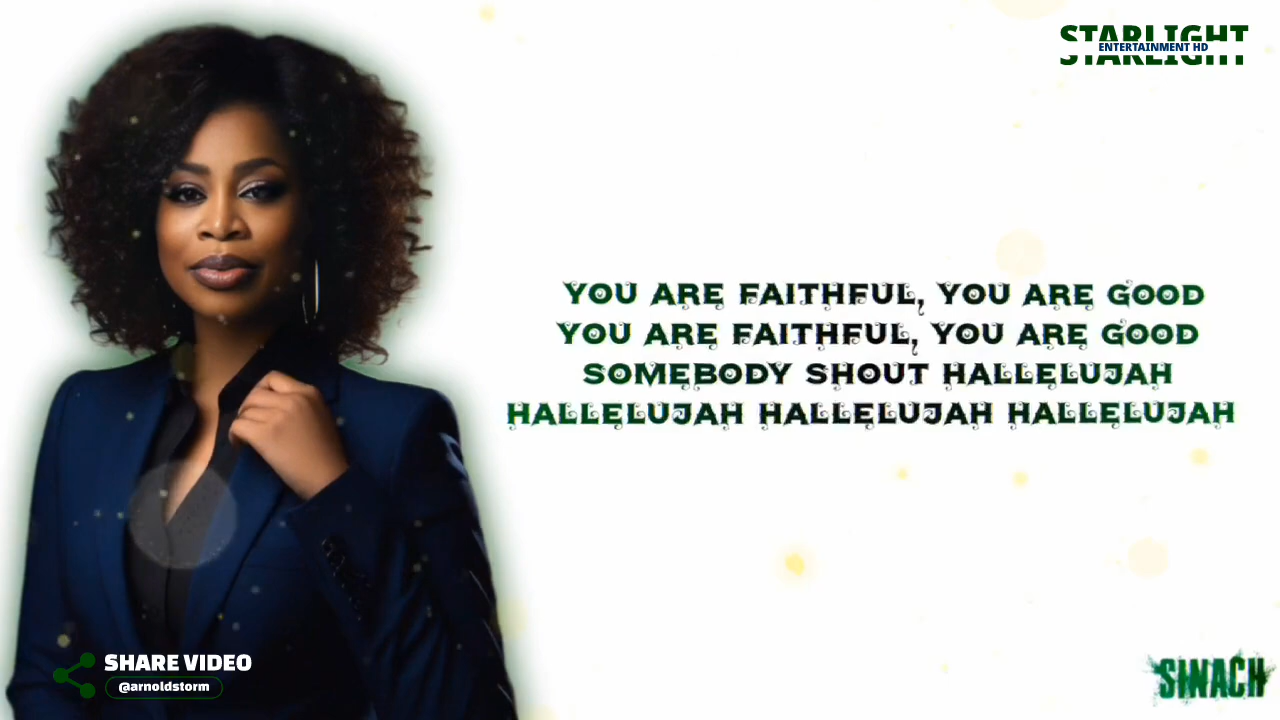 STARLIGHT
ENTERTAINMENT HD
STARLIGHT
YOU ARE FAITHFUL, YOU ARE GOOD
YOU ARE FAITHFUL, YOU ARE GOOD
SOMEBODY SHOUT HALLELUJAH
HALLELUJAH HALLELUJAH HALLELUJAH
SHARE VIDEO
@arnoldstorm
SINACH